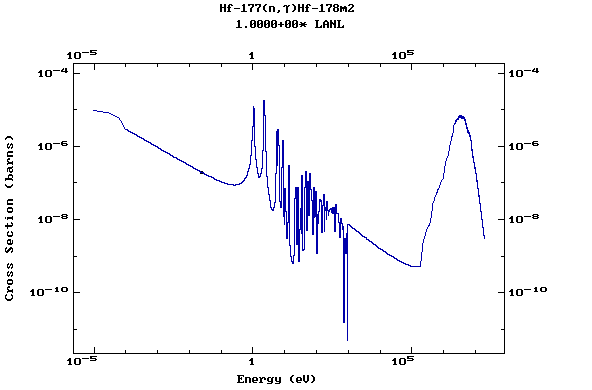 Hf-177(n,γ)Hf-178m2
1.0000+00* LANL
10-5 1 105
10-4 10-4
10-6 10-6
10-8 10-8
10-10 10-10
10-5 1 105
Cross Section (barns)
Energy (eV)